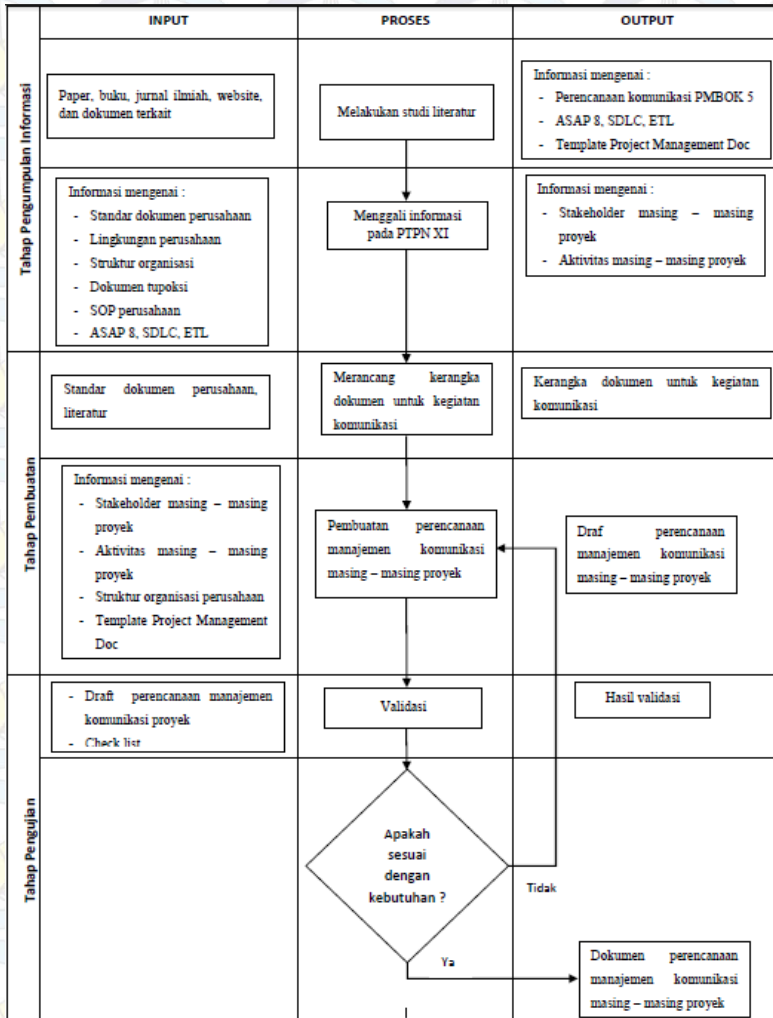 INPUT
PROSES
OUTPUT
Tahap Pengumpulan Informasi
Paper, buku, jurnal ilmiah, website,
dan dokumen terkait
Melakukan studi literatur
Informasi mengenai :
- Perencanaan komunikasi PMBOK 5
- ASAP 8, SDLC, ETL
- Template Project Management Doc
Informasi mengenai :
- Standar dokumen perusahaan
- Lingkungan perusahaan
- Struktur organisasi
- Dokumen tupoksi
- SOP perusahaan
- ASAP 8, SDLC, ETL
Menggali informasi
pada PTPN XI
Informasi mengenai :
- Stakeholder masing – masing
proyek
- Aktivitas masing – masing proyek
Tahap Pembuatan
Standar dokumen perusahaan,
literatur
Merancang kerangka
dokumen untuk kegiatan
komunikasi
Kerangka dokumen untuk kegiatan
komunikasi
Informasi mengenai :
- Stakeholder masing – masing
proyek
- Aktivitas masing – masing
proyek
- Struktur organisasi perusahaan
- Template Project Management
Doc
Pembuatan perencanaan
manajemen komunikasi
masing – masing proyek
Draf perencanaan
manajemen komunikasi
masing – masing proyek
Tahap Pengujian
- Draft perencanaan manajemen
komunikasi proyek
- Check list
Validasi
Hasil validasi
Apakah
sesuai
dengan
kebutuhan ?
Tidak
Ya
Dokumen perencanaan
manajemen komunikasi
masing – masing proyek